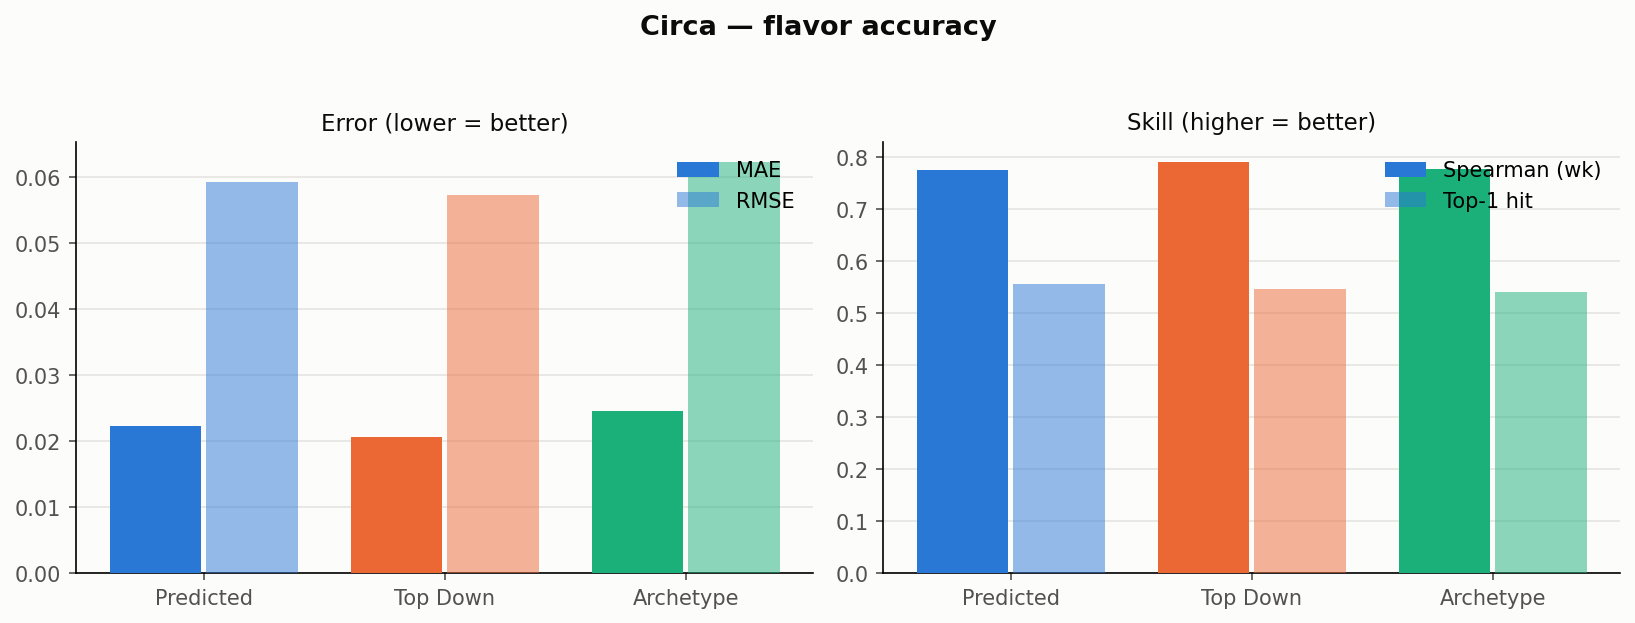 Circa — flavor accuracy
Error (lower = better)
MAE
RMSE
0.06
0.05
0.04
0.03
0.02
0.01
0.00
Predicted
Top Down
Archetype
Skill (higher = better)
Spearman (wk)
Top-1 hit
0.8
0.7
0.6
0.5
0.4
0.3
0.2
0.1
0.0
Predicted
Top Down
Archetype